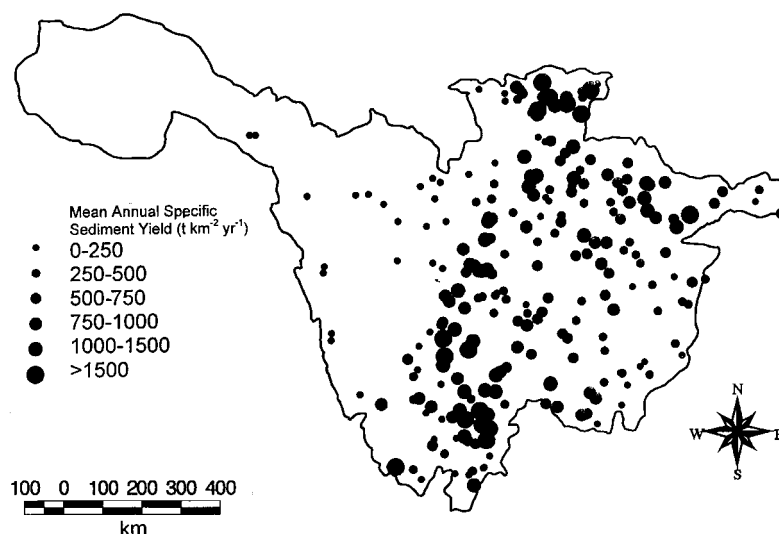 Mean Annual Specific
Sediment Yield (t km⁻² yr⁻¹)
0-250
250-500
500-750
750-1000
1000-1500
>1500
N
W
E
S
100 0 100 200 300 400
km